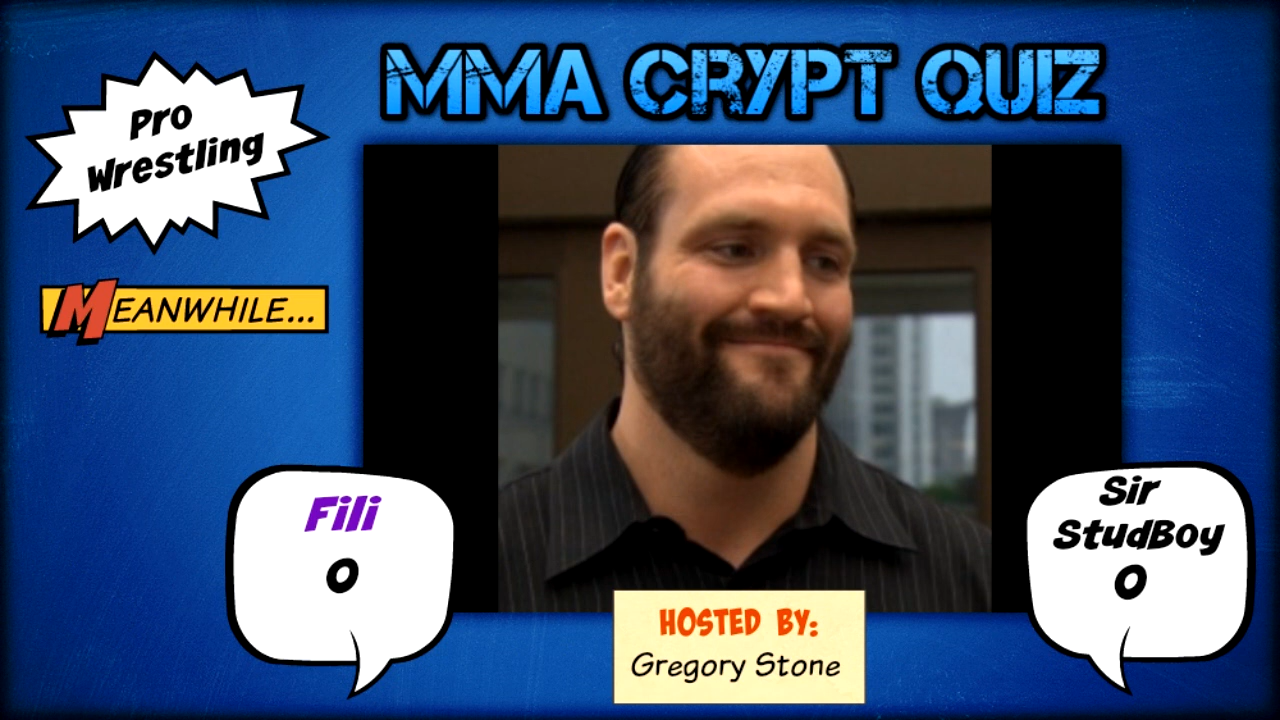 MMA CRYPT QUIZ
Pro
Wrestling
MEANWHILE...
Fili
0
Sir
StudBoy
0
HOSTED BY:
Gregory Stone